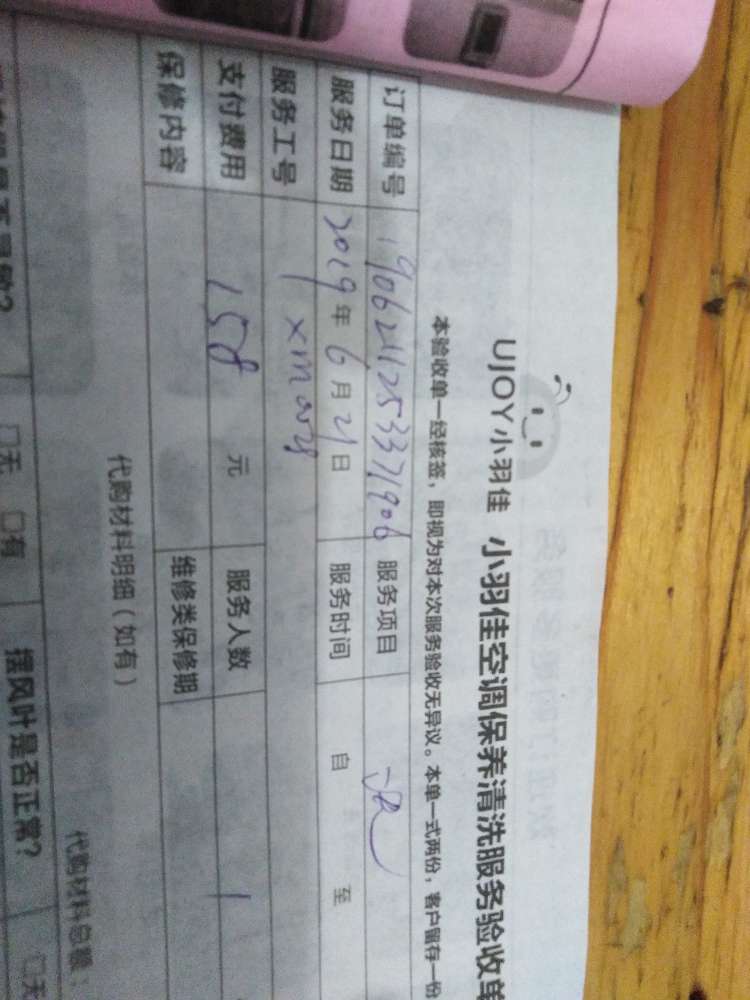 UJOY小羽佳 小羽佳空调保养清洗服务验收单
本验收单一经核签，即视为对本次服务验收无异议。本单一式两份，客户留存一份
订单编号 1906211253371906 服务项目
服务日期 2019年6月21日 服务时间 自 至
服务工号
支付费用 158 元 服务人数 1
保修内容 维修类保修期
代购材料明细（如有）
代购材料总额：
□无 □有 摆风叶是否正常？ □无